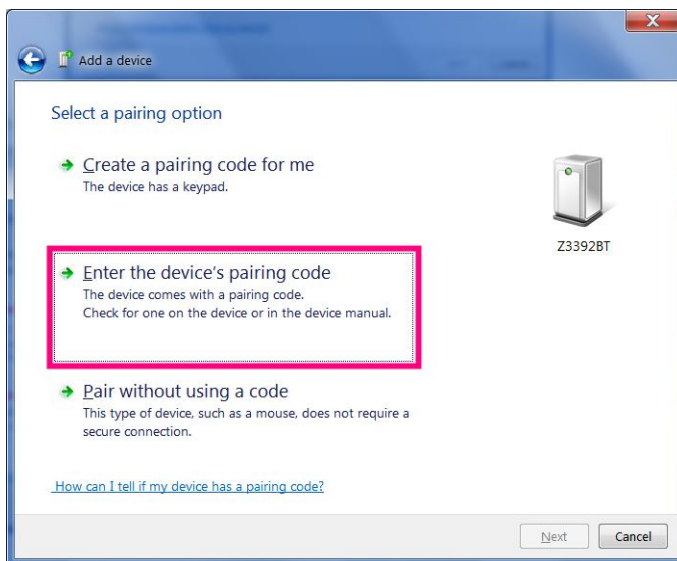 Add a device
Select a pairing option
Create a pairing code for me
The device has a keypad.
Z3392BT
Enter the device's pairing code
The device comes with a pairing code.
Check for one on the device or in the device manual.
Pair without using a code
This type of device, such as a mouse, does not require a
secure connection.
How can I tell if my device has a pairing code?
Next
Cancel